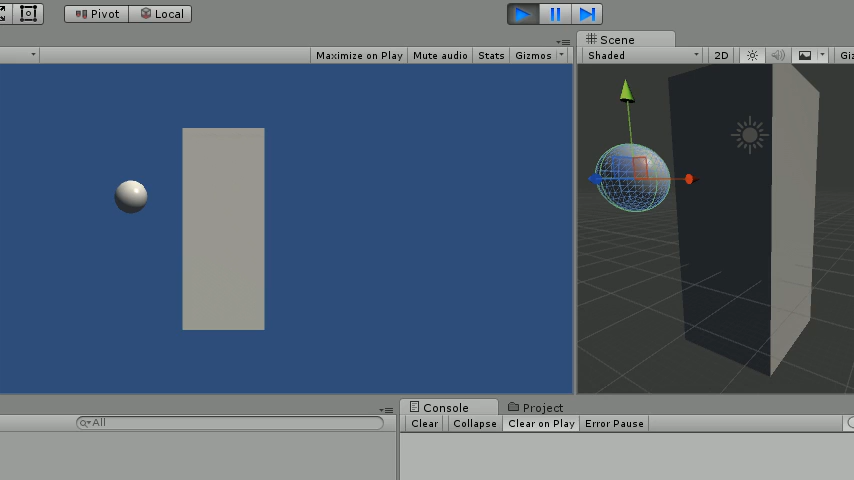 Pivot Local
Scene
Maximize on Play Mute audio Stats Gizmos Shaded 2D Giz
Console Project
All Clear Collapse Clear on Play Error Pause